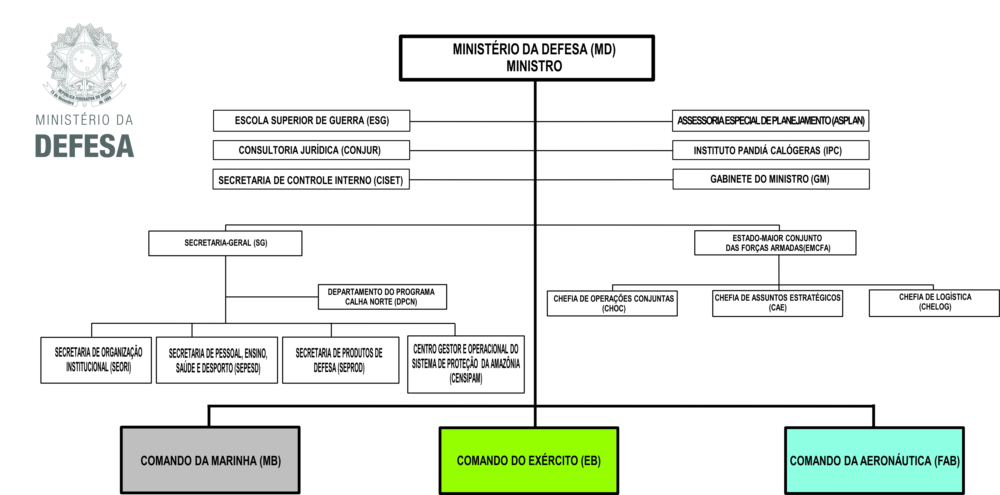 REPÚBLICA FEDERATIVA DO BRASIL
15 de Novembro
de 1889
MINISTÉRIO DA
DEFESA
MINISTÉRIO DA DEFESA (MD)
MINISTRO
ESCOLA SUPERIOR DE GUERRA (ESG)
ASSESSORIA ESPECIAL DE PLANEJAMENTO (ASPLAN)
CONSULTORIA JURÍDICA (CONJUR)
INSTITUTO PANDIÁ CALÓGERAS (IPC)
SECRETARIA DE CONTROLE INTERNO (CISET)
GABINETE DO MINISTRO (GM)
SECRETARIA-GERAL (SG)
ESTADO-MAIOR CONJUNTO
DAS FORÇAS ARMADAS(EMCFA)
DEPARTAMENTO DO PROGRAMA
CALHA NORTE (DPCN)
CHEFIA DE OPERAÇÕES CONJUNTAS
(CHOC)
CHEFIA DE ASSUNTOS ESTRATÉGICOS
(CAE)
CHEFIA DE LOGÍSTICA
(CHELOG)
SECRETARIA DE ORGANIZAÇÃO
INSTITUCIONAL (SEORI)
SECRETARIA DE PESSOAL, ENSINO,
SAÚDE E DESPORTO (SEPESD)
SECRETARIA DE PRODUTOS DE
DEFESA (SEPROD)
CENTRO GESTOR E OPERACIONAL DO
SISTEMA DE PROTEÇÃO DA AMAZÔNIA
(CENSIPAM)
COMANDO DA MARINHA (MB)
COMANDO DO EXÉRCITO (EB)
COMANDO DA AERONÁUTICA (FAB)